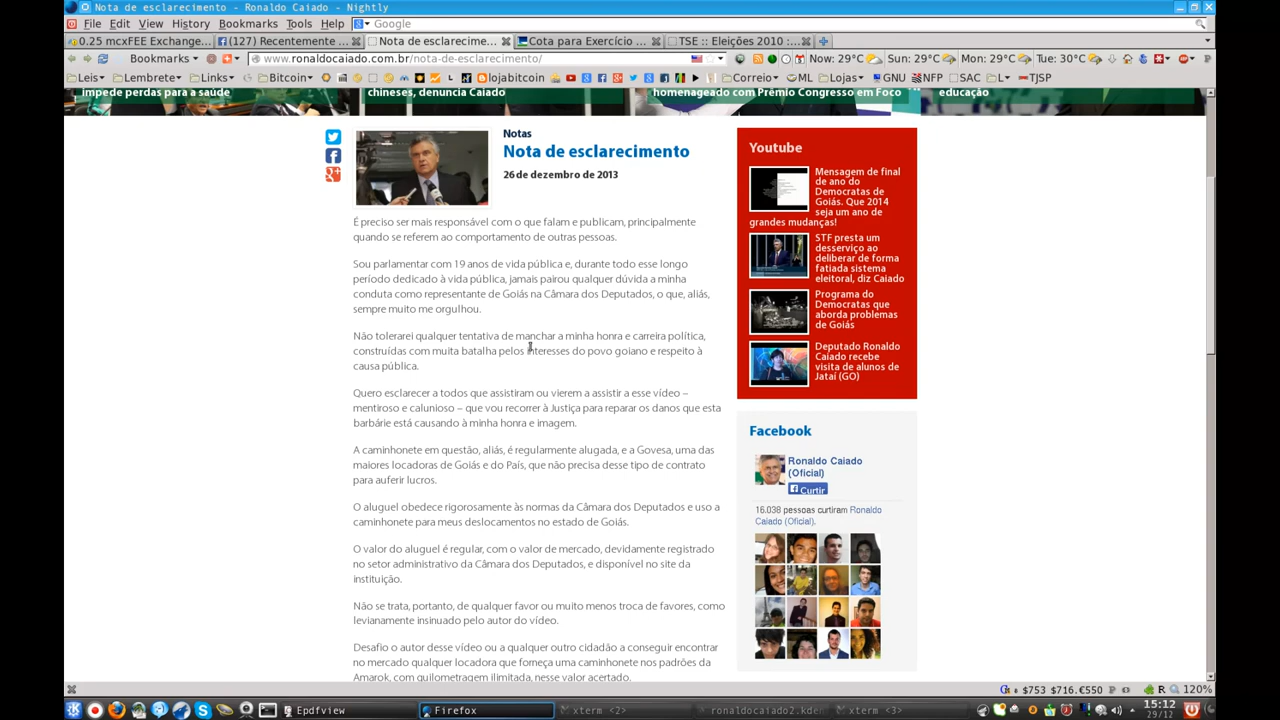 Nota de esclarecimento - Ronaldo Caiado - Nightly
File Edit View History Bookmarks Tools Help
Google
0.25 mcxFEE Exchange...
(127) Recentemente ...
Nota de esclarecime...
Cota para Exercício ...
TSE :: Eleições 2010 :...
Bookmarks
www.ronaldocaiado.com.br/nota-de-esclarecimento/
Now: 29°C
Sun: 29°C
Mon: 29°C
Tue: 30°C
Leis
Lembrete
Links
Bitcoin
lojabitcoin
Correio
ML
Lojas
GNU
NFP
SAC
L
TJSP
impede perdas para a saúde
chineses, denuncia Caiado
homenageado com Prêmio Congresso em Foco
educação
Notas
Nota de esclarecimento
26 de dezembro de 2013
É preciso ser mais responsável com o que falam e publicam, principalmente
quando se referem ao comportamento de outras pessoas.
Sou parlamentar com 19 anos de vida pública e, durante todo esse longo
período dedicado à vida pública, jamais pairou qualquer dúvida a minha
conduta como representante de Goiás na Câmara dos Deputados, o que, aliás,
sempre muito me orgulhou.
Não tolerarei qualquer tentativa de manchar a minha honra e carreira política,
construídas com muita batalha pelos interesses do povo goiano e respeito à
causa pública.
Quero esclarecer a todos que assistiram ou vierem a assistir a esse vídeo –
mentiroso e calunioso – que vou recorrer à Justiça para reparar os danos que esta
barbárie está causando à minha honra e imagem.
A caminhonete em questão, aliás, é regularmente alugada, e a Govesa, uma das
maiores locadoras de Goiás e do País, que não precisa desse tipo de contrato
para auferir lucros.
O aluguel obedece rigorosamente às normas da Câmara dos Deputados e uso a
caminhonete para meus deslocamentos no estado de Goiás.
O valor do aluguel é regular, com o valor de mercado, devidamente registrado
no setor administrativo da Câmara dos Deputados, e disponível no site da
instituição.
Não se trata, portanto, de qualquer favor ou muito menos troca de favores, como
levianamente insinuado pelo autor do vídeo.
Desafio o autor desse vídeo ou a qualquer outro cidadão a conseguir encontrar
no mercado qualquer locadora que forneça uma caminhonete nos padrões da
Amarok, com quilometragem ilimitada, nesse valor acertado.
Youtube
Mensagem de final
de ano do
Democratas de
Goiás. Que 2014
seja um ano de
grandes mudanças!
STF presta um
desserviço ao
deliberar de forma
fatiada sistema
eleitoral, diz Caiado
Programa do
Democratas que
aborda problemas
de Goiás
Deputado Ronaldo
Caiado recebe
visita de alunos de
Jataí (GO)
Facebook
Ronaldo Caiado
(Oficial)
Curtir
16.038 pessoas curtiram Ronaldo
Caiado (Oficial).
$753 $716.€550
R
120%
Epdfview
Firefox
xterm <2>
ronaldocaiado2.kden
xterm <3>
15:12
29/12